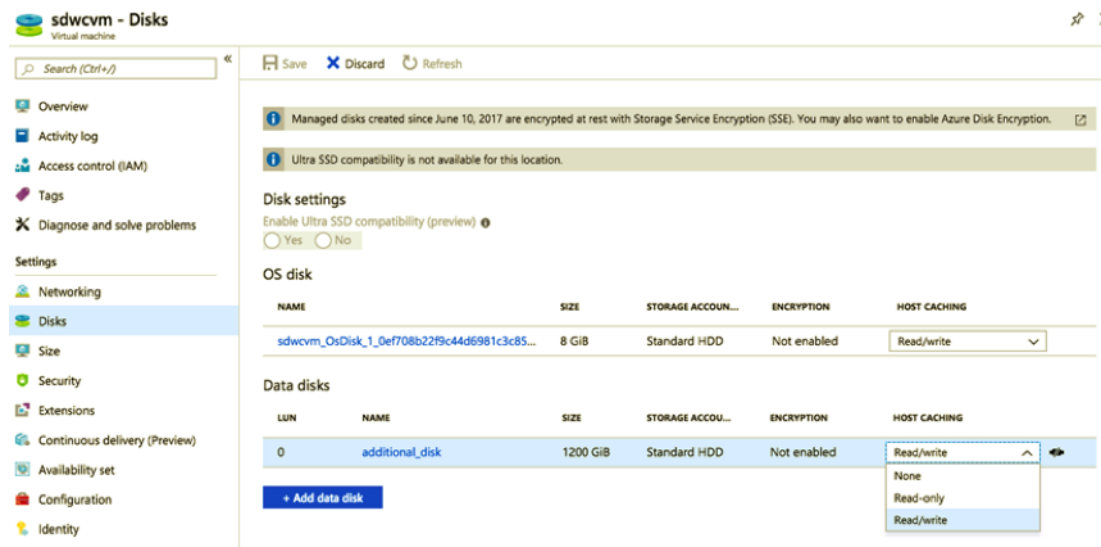 sdwcvm - Disks
Virtual machine
Search (Ctrl+/)
«
Overview
Activity log
Access control (IAM)
Tags
Diagnose and solve problems
Settings
Networking
Disks
Size
Security
Extensions
Continuous delivery (Preview)
Availability set
Configuration
Identity
Save Discard Refresh
Managed disks created since June 10, 2017 are encrypted at rest with Storage Service Encryption (SSE). You may also want to enable Azure Disk Encryption.
Ultra SSD compatibility is not available for this location.
Disk settings
Enable Ultra SSD compatibility (preview)
Yes No
OS disk
NAME SIZE STORAGE ACCOUN... ENCRYPTION HOST CACHING
sdwcvm_OsDisk_1_0ef708b22f9c44d6981c3c85... 8 GiB Standard HDD Not enabled Read/write
Data disks
LUN NAME SIZE STORAGE ACCOU... ENCRYPTION HOST CACHING
0 additional_disk 1200 GiB Standard HDD Not enabled Read/write
None
Read-only
Read/write
+ Add data disk